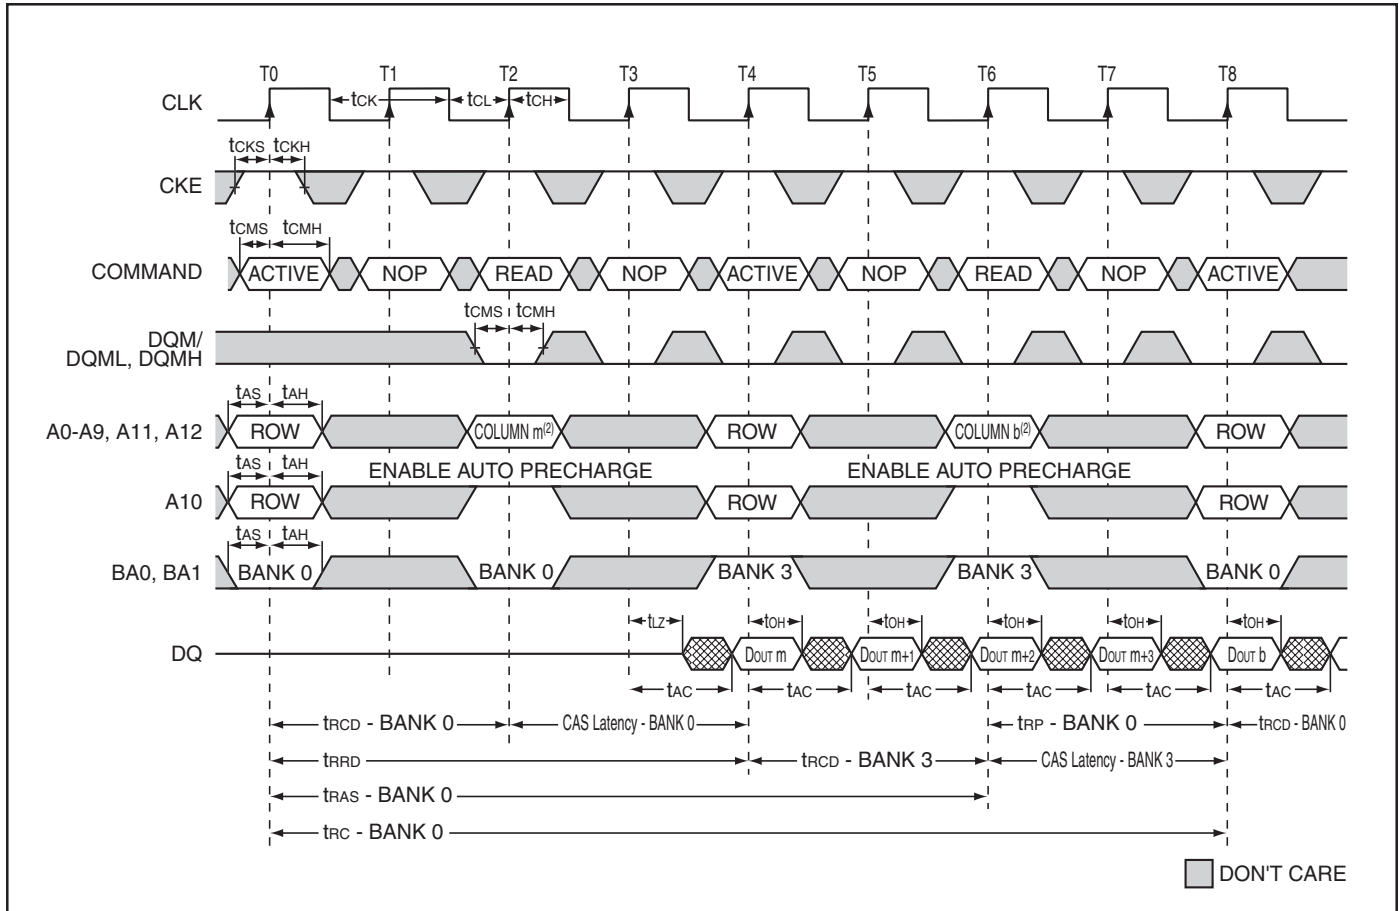 T0 T1 T2 T3 T4 T5 T6 T7 T8
CLK tCK tCL tCH
tCKS tCKH
CKE
tCMS tCMH
COMMAND ACTIVE NOP READ NOP ACTIVE NOP READ NOP ACTIVE
tCMS tCMH
DQM/
DQML, DQMH
tAS tAH
A0-A9, A11, A12 ROW COLUMN m(2) ROW COLUMN b(2) ROW
tAS tAH ENABLE AUTO PRECHARGE ENABLE AUTO PRECHARGE
A10 ROW ROW ROW
tAS tAH
BA0, BA1 BANK 0 BANK 0 BANK 3 BANK 3 BANK 0
tLZ tOH tOH tOH tOH tOH
DQ DOUT m DOUT m+1 DOUT m+2 DOUT m+3 DOUT b
tAC tAC tAC tAC tAC tAC
tRCD - BANK 0 CAS Latency - BANK 0 tRP - BANK 0 tRCD - BANK 0
tRRD tRCD - BANK 3 CAS Latency - BANK 3
tRAS - BANK 0
tRC - BANK 0
DON'T CARE